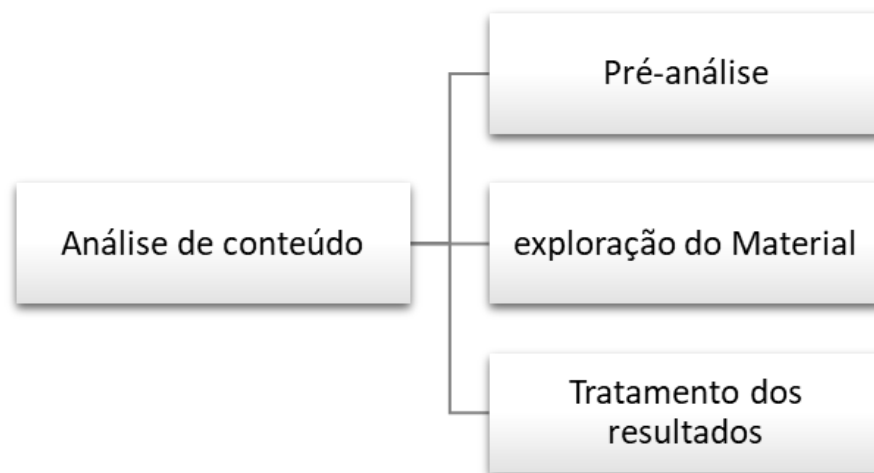 Pré-análise
Análise de conteúdo
exploração do Material
Tratamento dos
resultados